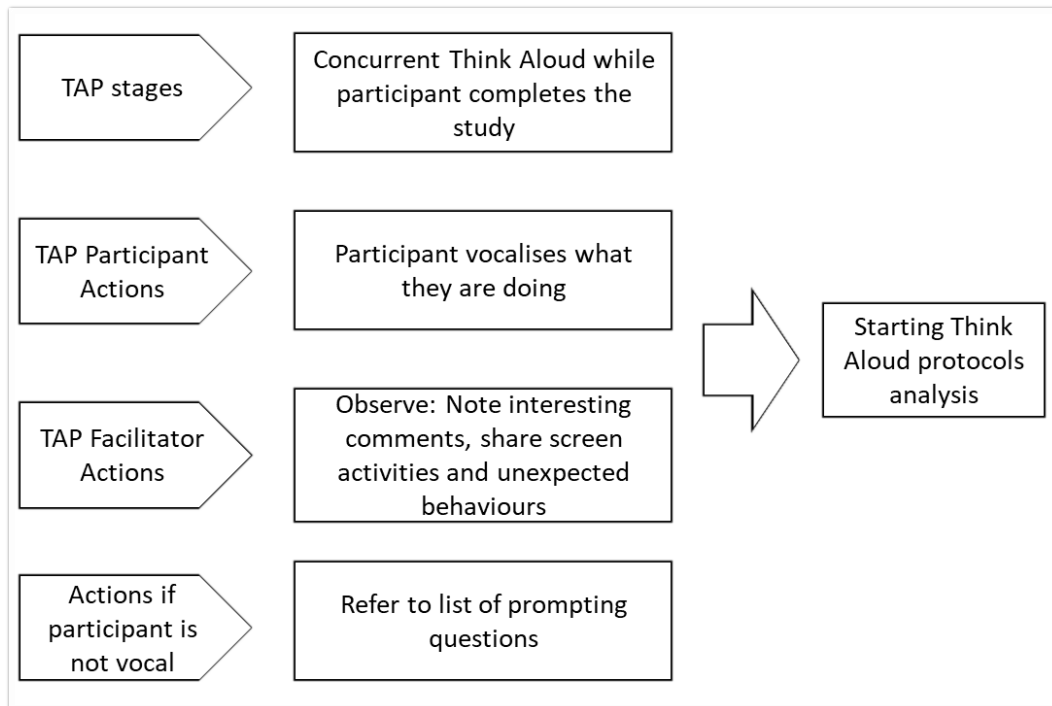 TAP stages
Concurrent Think Aloud while
participant completes the
study
TAP Participant
Actions
Participant vocalises what
they are doing
TAP Facilitator
Actions
Observe: Note interesting
comments, share screen
activities and unexpected
behaviours
Actions if
participant is
not vocal
Refer to list of prompting
questions
Starting Think
Aloud protocols
analysis